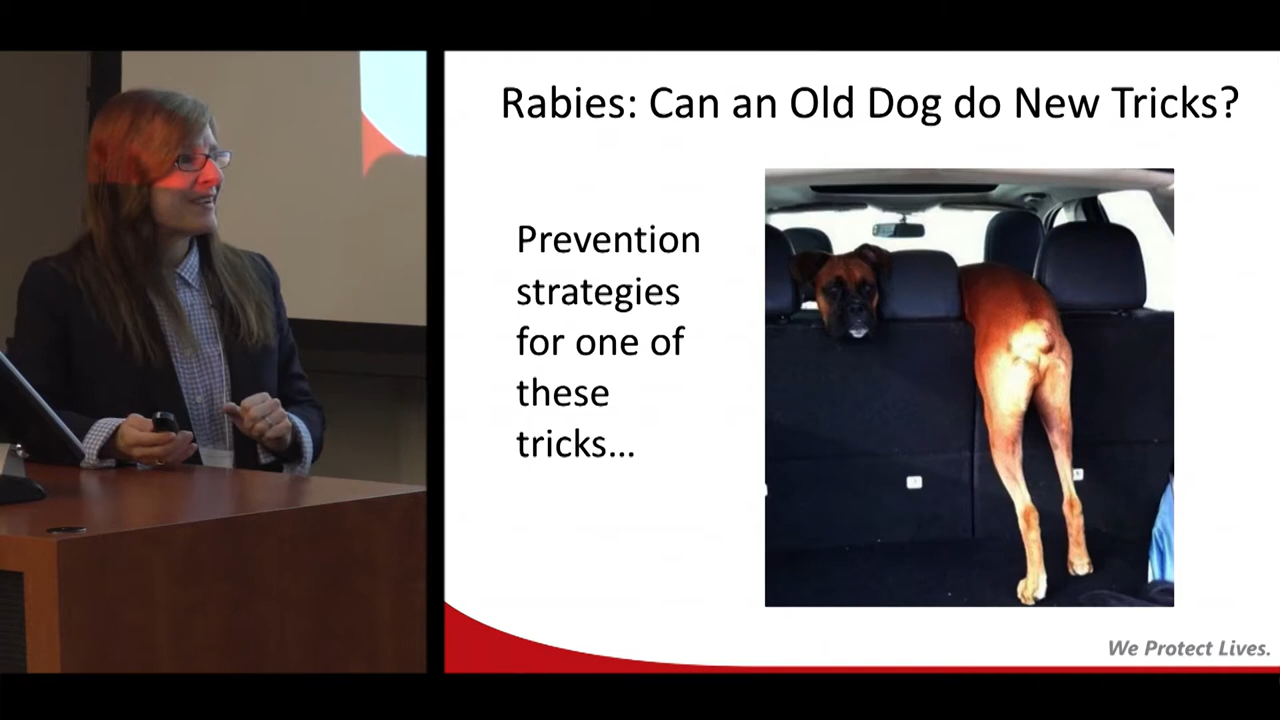 Rabies: Can an Old Dog do New Tricks?
Prevention
strategies
for one of
these
tricks...
We Protect Lives.